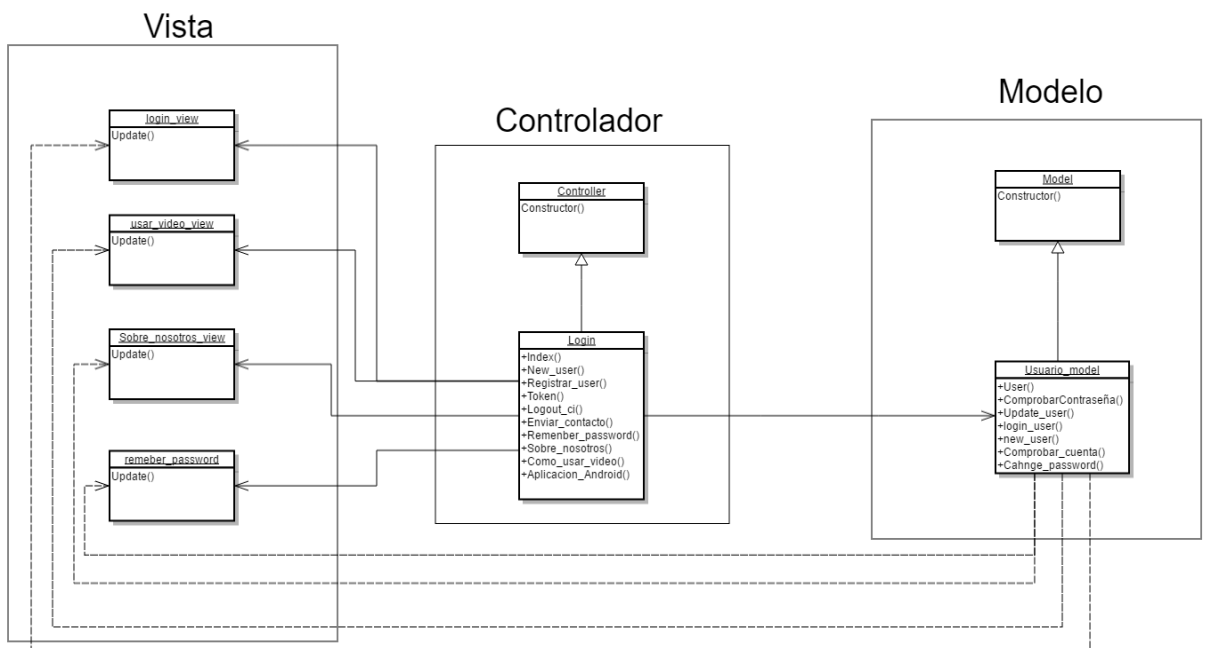 Vista
login_view
Update()
usar_video_view
Update()
Sobre_nosotros_view
Update()
remeber_password
Update()
Controlador
Controller
Constructor()
Login
+Index()
+New_user()
+Registrar_user()
+Token()
+Logout_ci()
+Enviar_contacto()
+Remenber_password()
+Sobre_nosotros()
+Como_usar_video()
+Aplicacion_Android()
Modelo
Model
Constructor()
Usuario_model
+User()
+ComprobarContraseña()
+Update_user()
+login_user()
+new_user()
+Comprobar_cuenta()
+Cahnge_password()